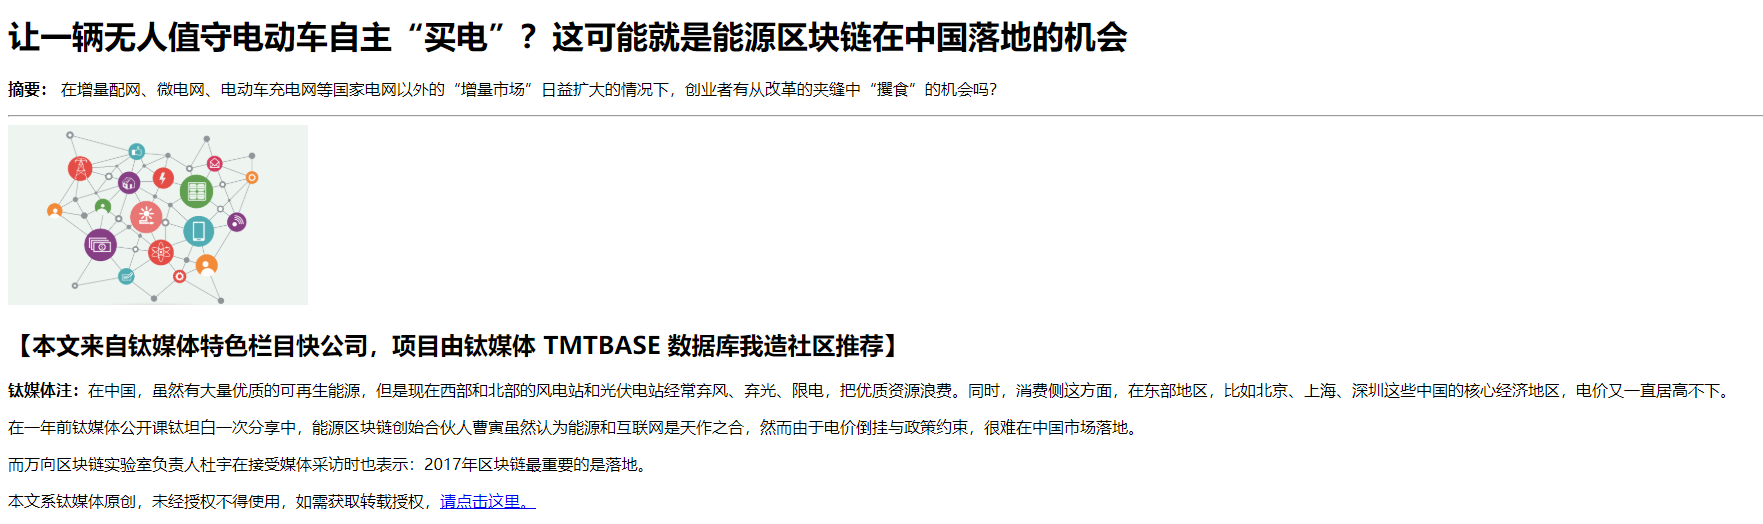 让一辆无人值守电动车自主“买电”？这可能就是能源区块链在中国落地的机会
摘要： 在增量配网、微电网、电动车充电网等国家电网以外的“增量市场”日益扩大的情况下，创业者有从改革的夹缝中“撰食”的机会吗？
【本文来自钛媒体特色栏目快公司，项目由钛媒体 TMTBASE 数据库我造社区推荐】
钛媒体注：在中国，虽然有大量优质的可再生能源，但是现在西部和北部的风电站和光伏电站经常弃风、弃光、限电，把优质资源浪费。同时，消费侧这方面，在东部地区，比如北京、上海、深圳这些中国的核心经济地区，电价又一直居高不下。
在一年前钛媒体公开课钛坦白一次分享中，能源区块链创始合伙人曹寅虽然认为能源和互联网是天作之合，然而由于电价倒挂与政策约束，很难在中国市场落地。
而万向区块链实验室负责人杜宇在接受媒体采访时也表示：2017年区块链最重要的是落地。
本文系钛媒体原创，未经授权不得使用，如需获取转载授权，请点击这里。